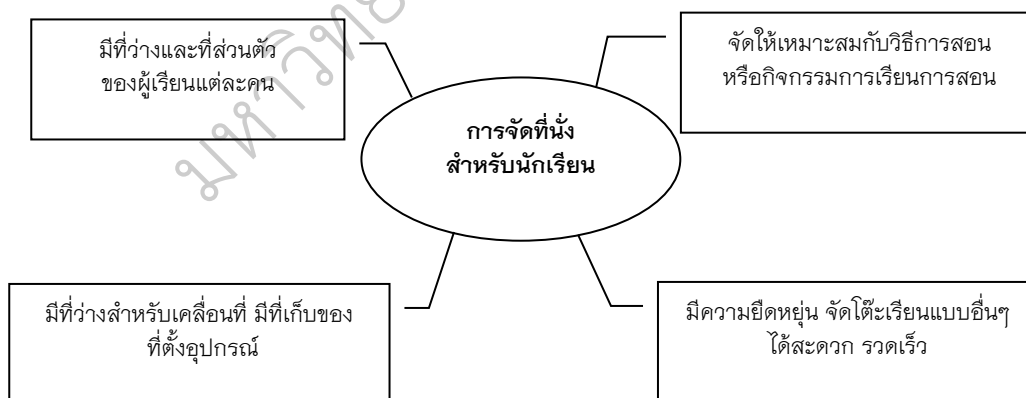 มีที่ว่างและที่ส่วนตัว
ของผู้เรียนแต่ละคน
จัดให้เหมาะสมกับวิธีการสอน
หรือกิจกรรมการเรียนการสอน
การจัดที่นั่ง
สำหรับนักเรียน
มีที่ว่างสำหรับเคลื่อนที่ มีที่เก็บของ
ที่ตั้งอุปกรณ์
มีความยืดหยุ่น จัดโต๊ะเรียนแบบอื่นๆ
ได้สะดวก รวดเร็ว